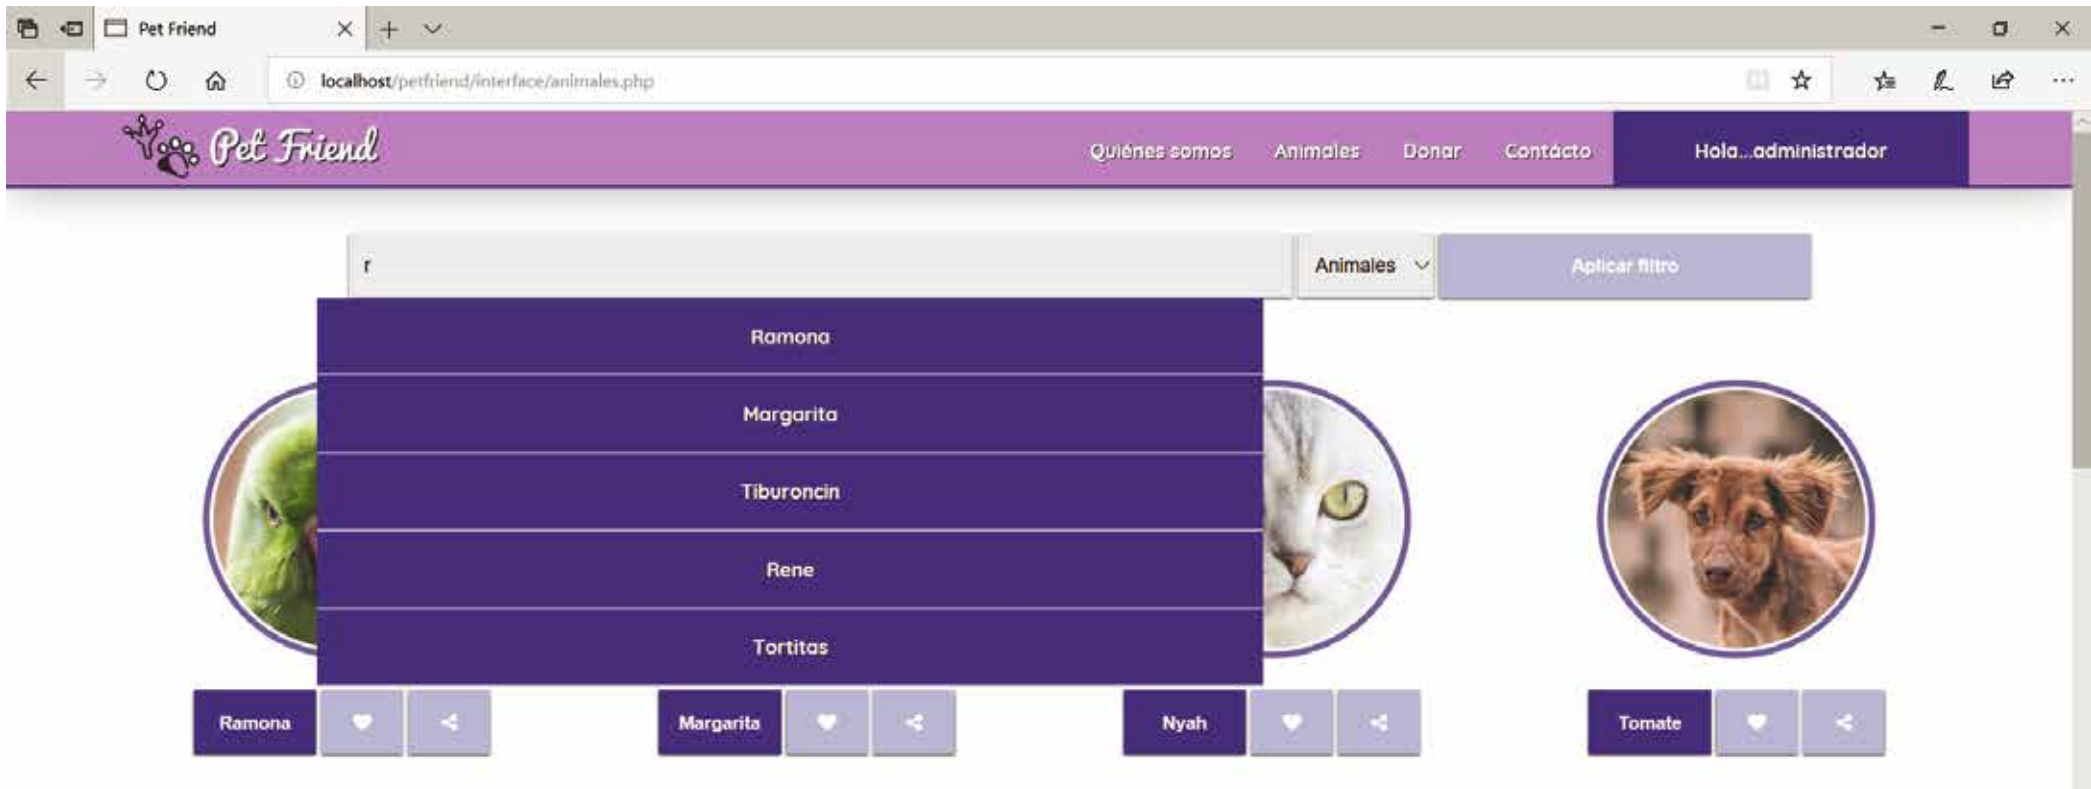 Pet Friend
localhost/petfriend/interface/animales.php
Pet Friend
Quiénes somos Animales Donar Contácto Hola...administrador
r Animales Aplicar filtro
Ramona
Margarita
Tiburoncin
Rene
Tortitas
Ramona Margarita Nyah Tomate